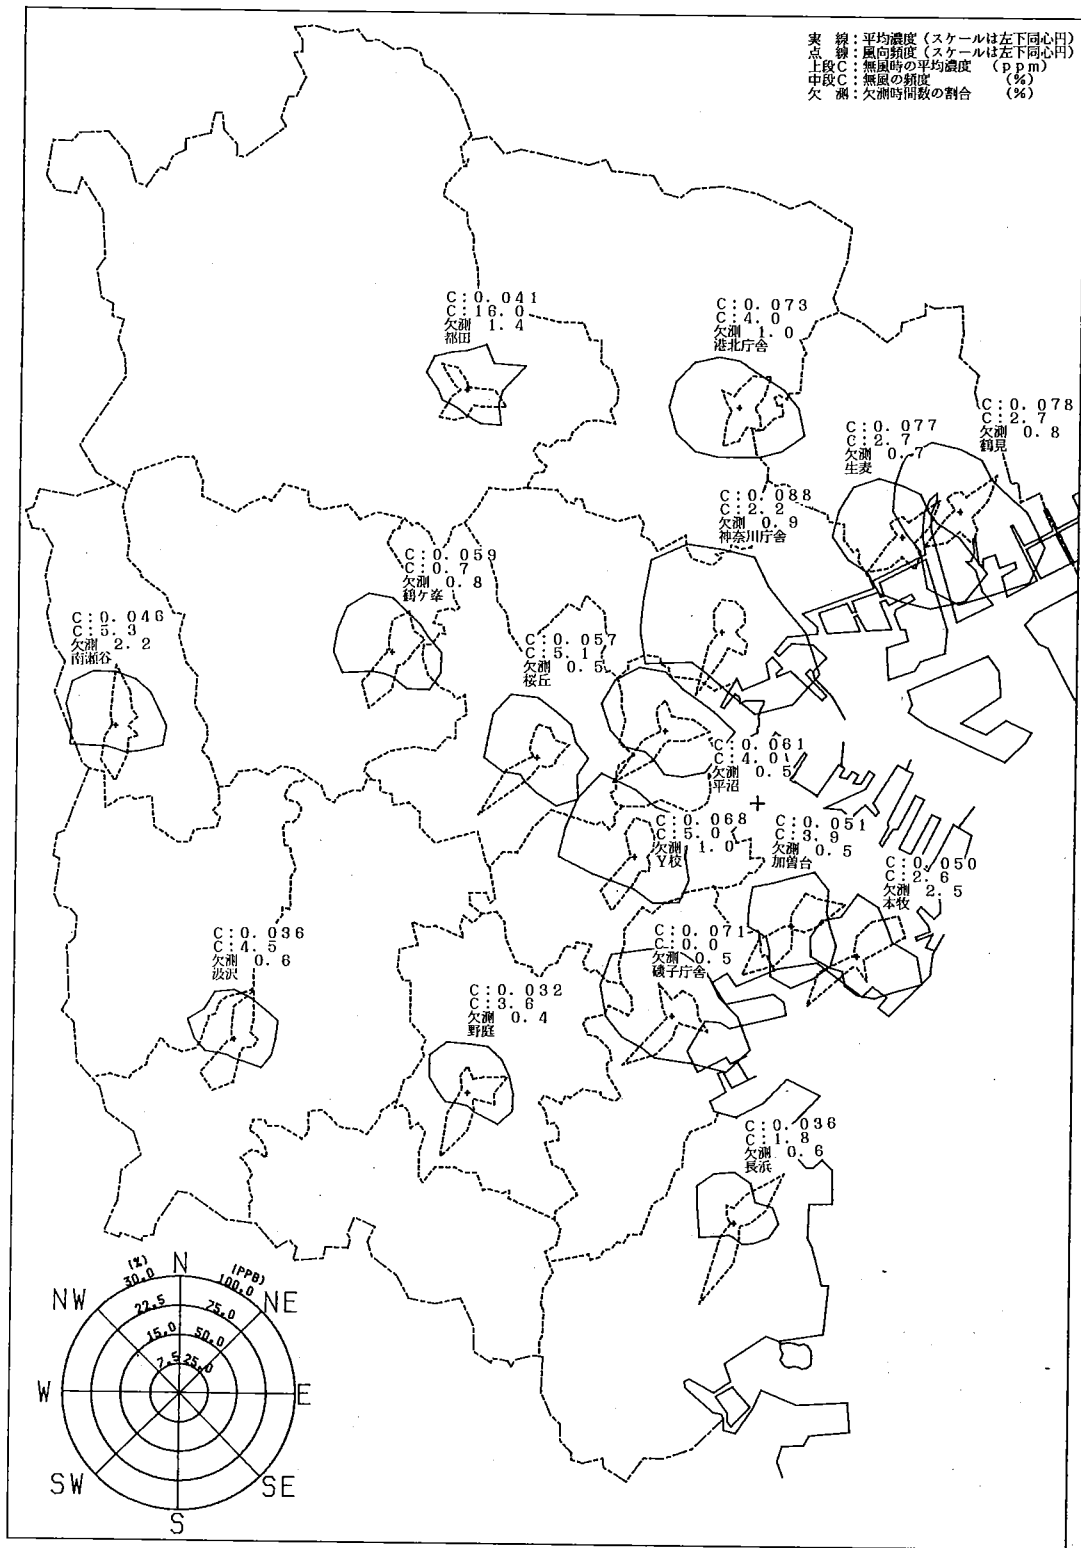 実　線：平均濃度（スケールは左下同心円）
点　線：風向頻度（スケールは左下同心円）
上段C：無風時の平均濃度　（ppm）
中段C：無風の頻度　（%）
欠　測：欠測時間数の割合　（%）
C:0.041
C:16.0
欠測 1.4
都田
C:0.073
C:4.0
欠測 1.0
港北庁舎
C:0.078
C:2.7
欠測 0.8
鶴見
C:0.077
C:2.7
欠測 0.7
生麦
C:0.088
C:2.2
欠測 0.9
神奈川庁舎
C:0.059
C:0.7
欠測 0.8
鶴ケ峯
C:0.046
C:5.3
欠測 2.2
南瀬谷
C:0.057
C:5.1
欠測 0.5
桜丘
C:0.061
C:4.0
欠測 0.5
平沼
C:0.068
C:5.0
欠測 1.0
Y校
C:0.051
C:3.9
欠測 0.5
加曽台
C:0.050
C:2.6
欠測 2.5
本牧
C:0.036
C:4.5
欠測 0.6
汲沢
C:0.071
C:0.0
欠測 0.5
磯子庁舎
C:0.032
C:3.6
欠測 0.4
野庭
C:0.036
C:1.8
欠測 0.6
長浜
(%) N (PPB)
30.0 100.0
NW 22.5 75.0 NE
15.0 50.0
7.5 25.0
W E
SW SE
S